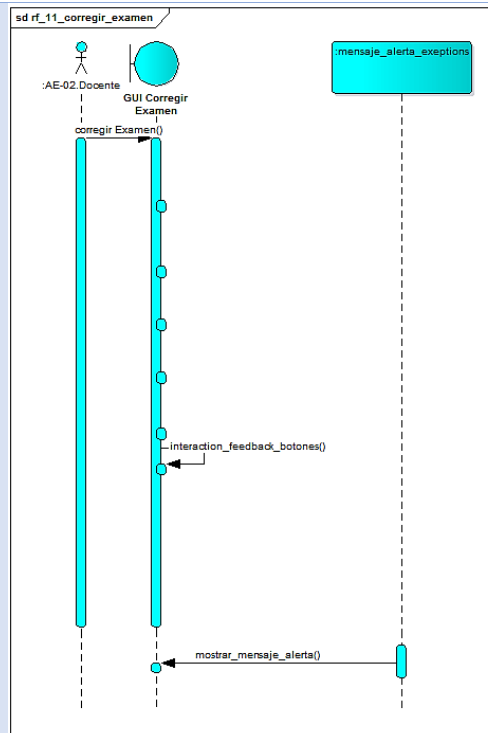 sd rf_11_corregir_examen
:mensaje_alerta_exeptions
:AE-02.Docente
GUI Corregir
Examen
corregir Examen()
interaction_feedback_botones()
mostrar_mensaje_alerta()